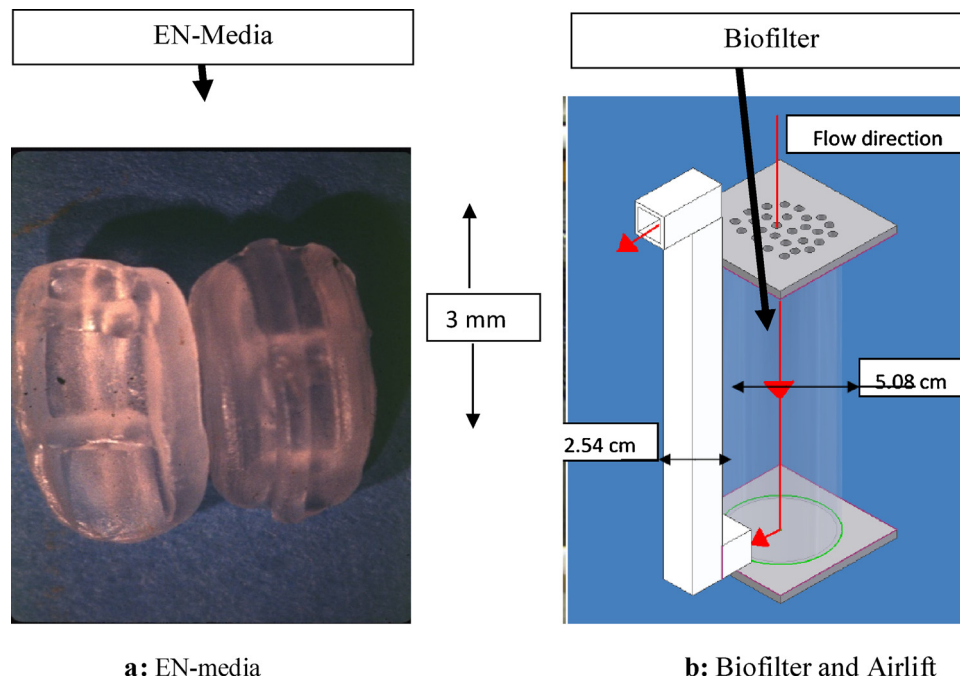 EN-Media
3 mm
a: EN-media
Biofilter
Flow direction
5.08 cm
2.54 cm
b: Biofilter and Airlift